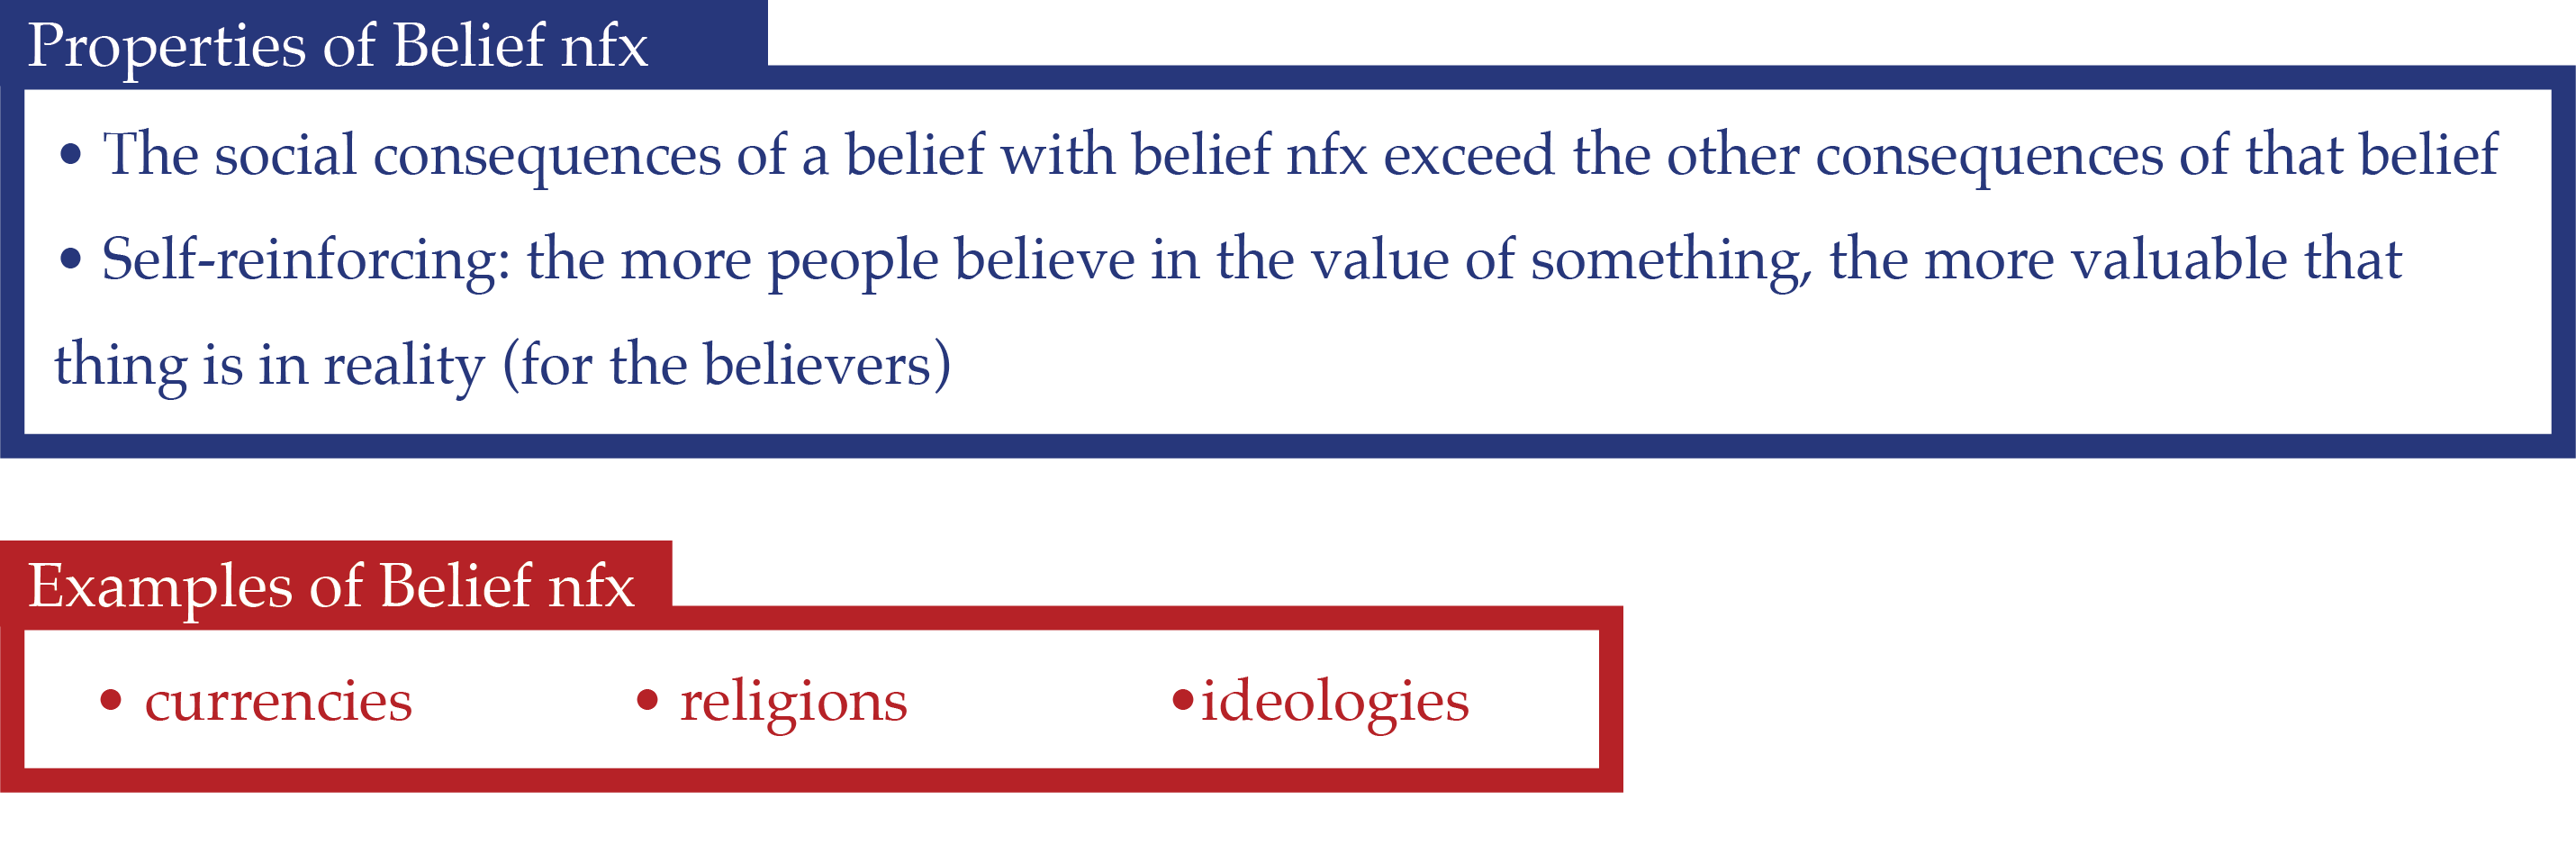 Properties of Belief nfx
• The social consequences of a belief with belief nfx exceed the other consequences of that belief
• Self-reinforcing: the more people believe in the value of something, the more valuable that
thing is in reality (for the believers)
Examples of Belief nfx
• currencies • religions •ideologies